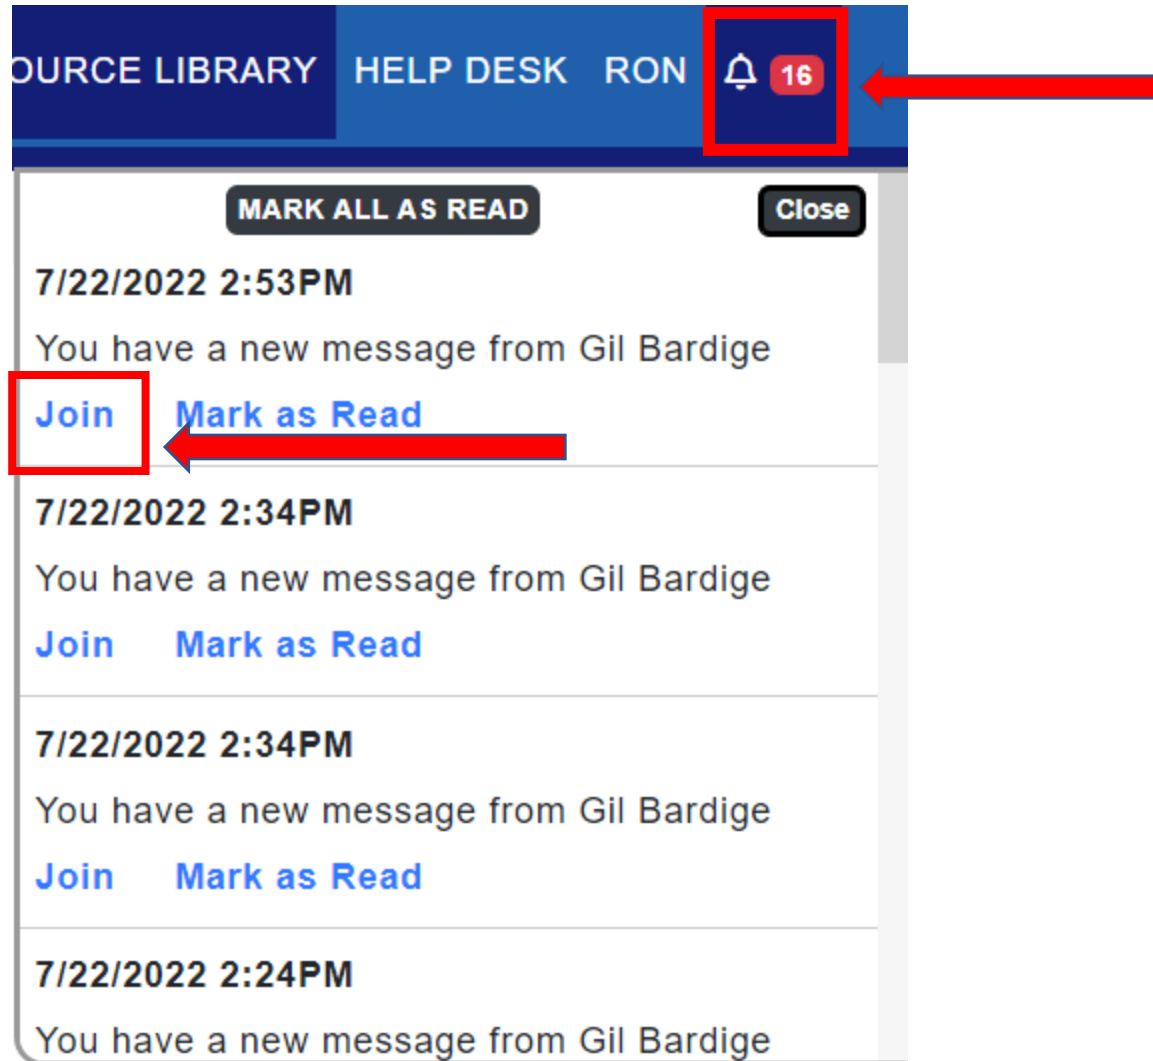 OURCE LIBRARY HELP DESK RON 16
MARK ALL AS READ Close
7/22/2022 2:53PM
You have a new message from Gil Bardige
Join Mark as Read
7/22/2022 2:34PM
You have a new message from Gil Bardige
Join Mark as Read
7/22/2022 2:34PM
You have a new message from Gil Bardige
Join Mark as Read
7/22/2022 2:24PM
You have a new message from Gil Bardige